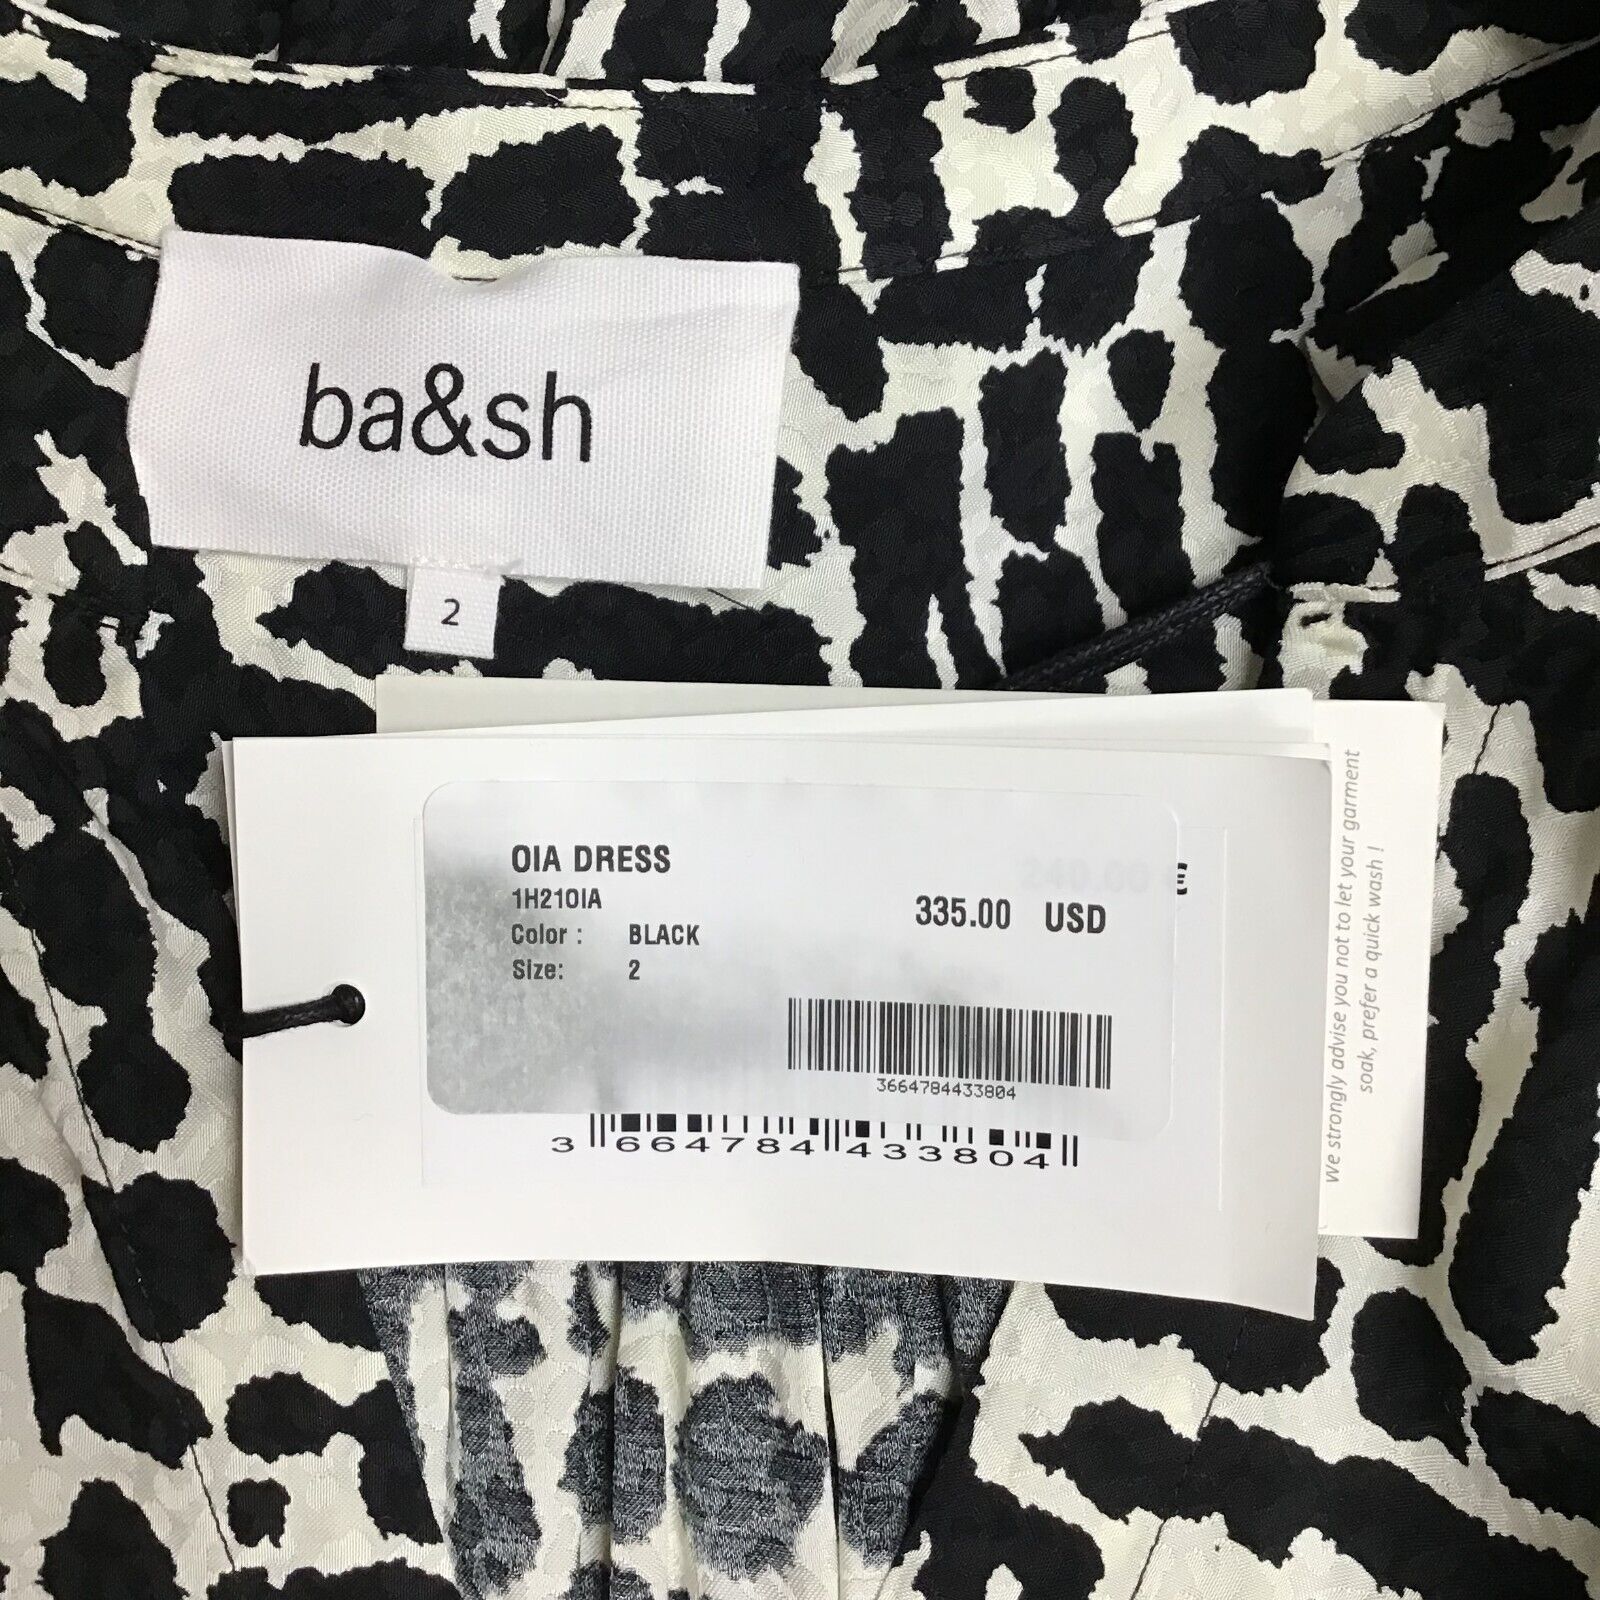 ba&sh
2
OIA DRESS
1H21OIA
335.00 USD
Color : BLACK
Size: 2
3664784433804
3 664784 433804
€
We strongly advise you not to let your garment
soak, prefer a quick wash !